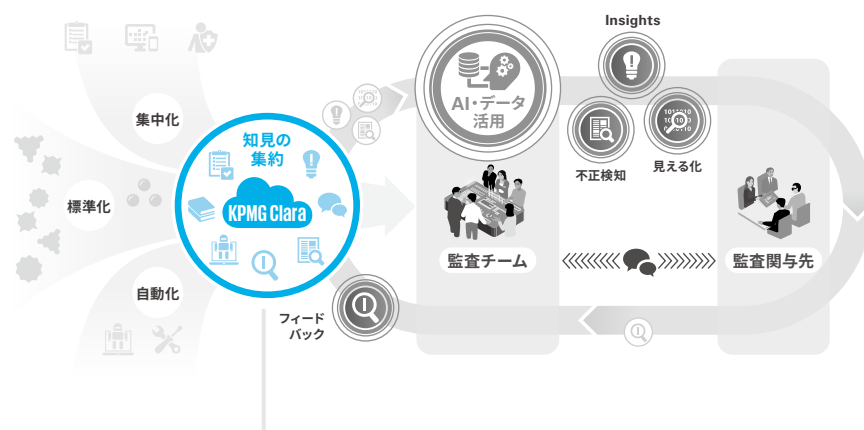 集中化
標準化
自動化
知見の
集約
KPMG Clara
フィード
バック
AI・データ
活用
Insights
不正検知
見える化
監査チーム
監査関与先